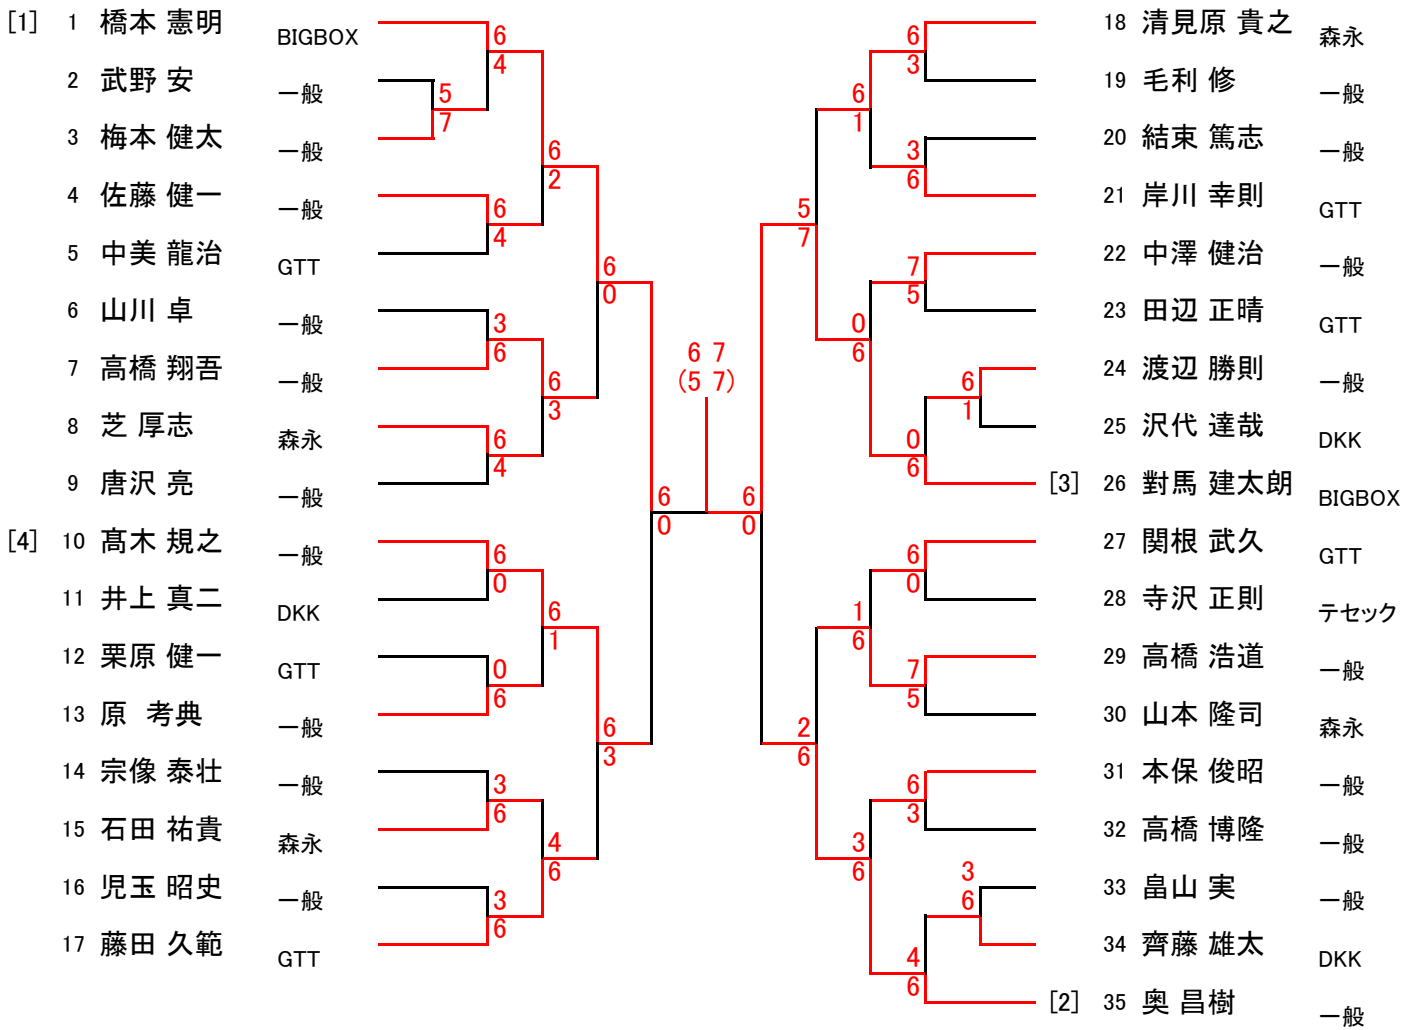 [1] 1 橋本 憲明 BIGBOX
2 武野 安 一般
3 梅本 健太 一般
4 佐藤 健一 一般
5 中美 龍治 GTT
6 山川 卓 一般
7 高橋 翔吾 一般
8 芝 厚志 森永
9 唐沢 亮 一般
[4] 10 髙木 規之 一般
11 井上 真二 DKK
12 栗原 健一 GTT
13 原 考典 一般
14 宗像 泰壮 一般
15 石田 祐貴 森永
16 児玉 昭史 一般
17 藤田 久範 GTT
6
4
5
7
6
4
3
6
6
4
6
0
0
6
3
6
3
6
6
2
6
3
6
1
4
6
6
0
6
3
6
0
6 7
(5 7)
6
0
5
7
2
6
6
1
0
6
1
6
3
6
6
3
3
6
7
5
0
6
6
1
6
0
7
5
6
3
4
6
3
6
18 清見原 貴之 森永
19 毛利 修 一般
20 結束 篤志 一般
21 岸川 幸則 GTT
22 中澤 健治 一般
23 田辺 正晴 GTT
24 渡辺 勝則 一般
25 沢代 達哉 DKK
[3] 26 對馬 建太朗 BIGBOX
27 関根 武久 GTT
28 寺沢 正則 テセック
29 高橋 浩道 一般
30 山本 隆司 森永
31 本保 俊昭 一般
32 高橋 博隆 一般
33 畠山 実 一般
34 齊藤 雄太 DKK
[2] 35 奥 昌樹 一般